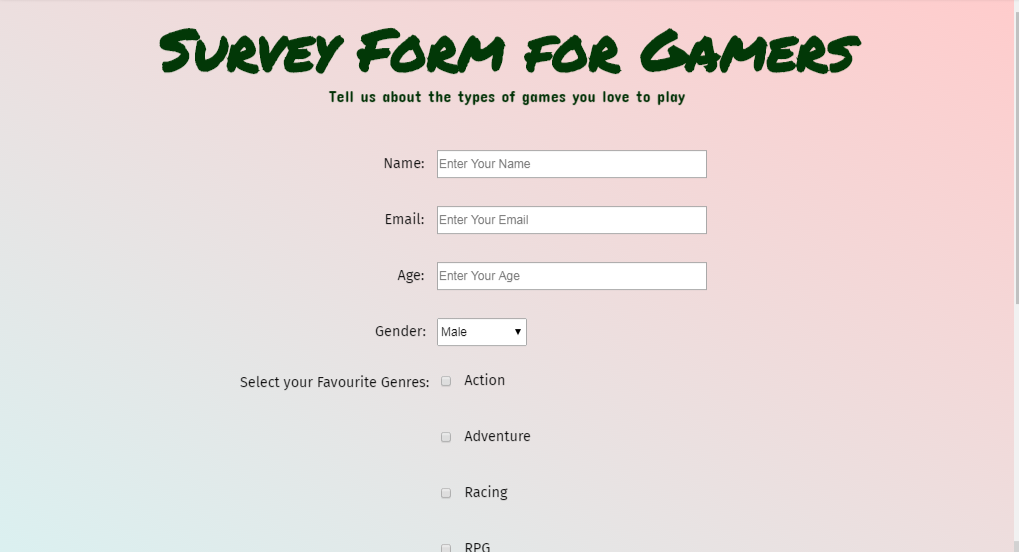 Survey Form for Gamers
Tell us about the types of games you love to play
Name: Enter Your Name
Email: Enter Your Email
Age: Enter Your Age
Gender: Male
Select your Favourite Genres: Action
Adventure
Racing
RPG